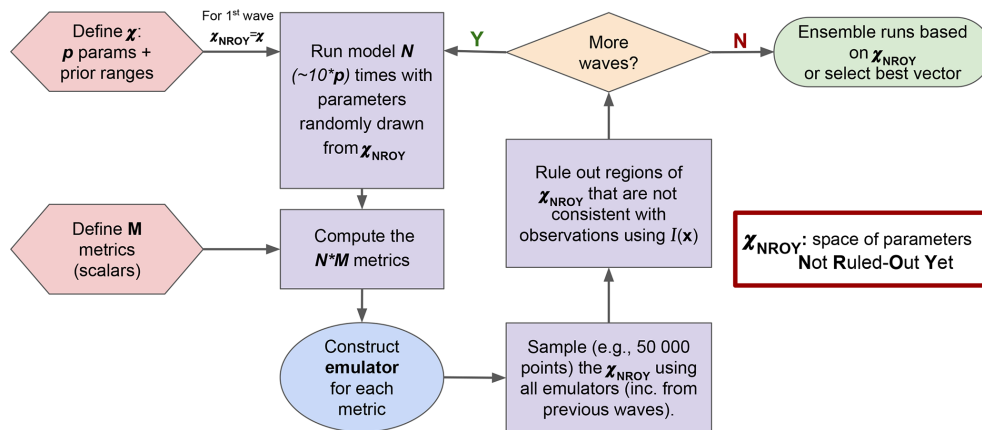 Define 𝝌:
p params +
prior ranges
For 1st wave
𝝌NROY=𝝌
Run model N
(~10*p) times with
parameters
randomly drawn
from 𝝌NROY
Y
More
waves?
N
Ensemble runs based
on 𝝌NROY
or select best vector
Define M
metrics
(scalars)
Compute the
N*M metrics
Construct
emulator
for each
metric
Sample (e.g., 50 000
points) the 𝝌NROY using
all emulators (inc. from
previous waves).
Rule out regions of
𝝌NROY that are not
consistent with
observations using I(x)
𝝌NROY: space of parameters
Not Ruled-Out Yet